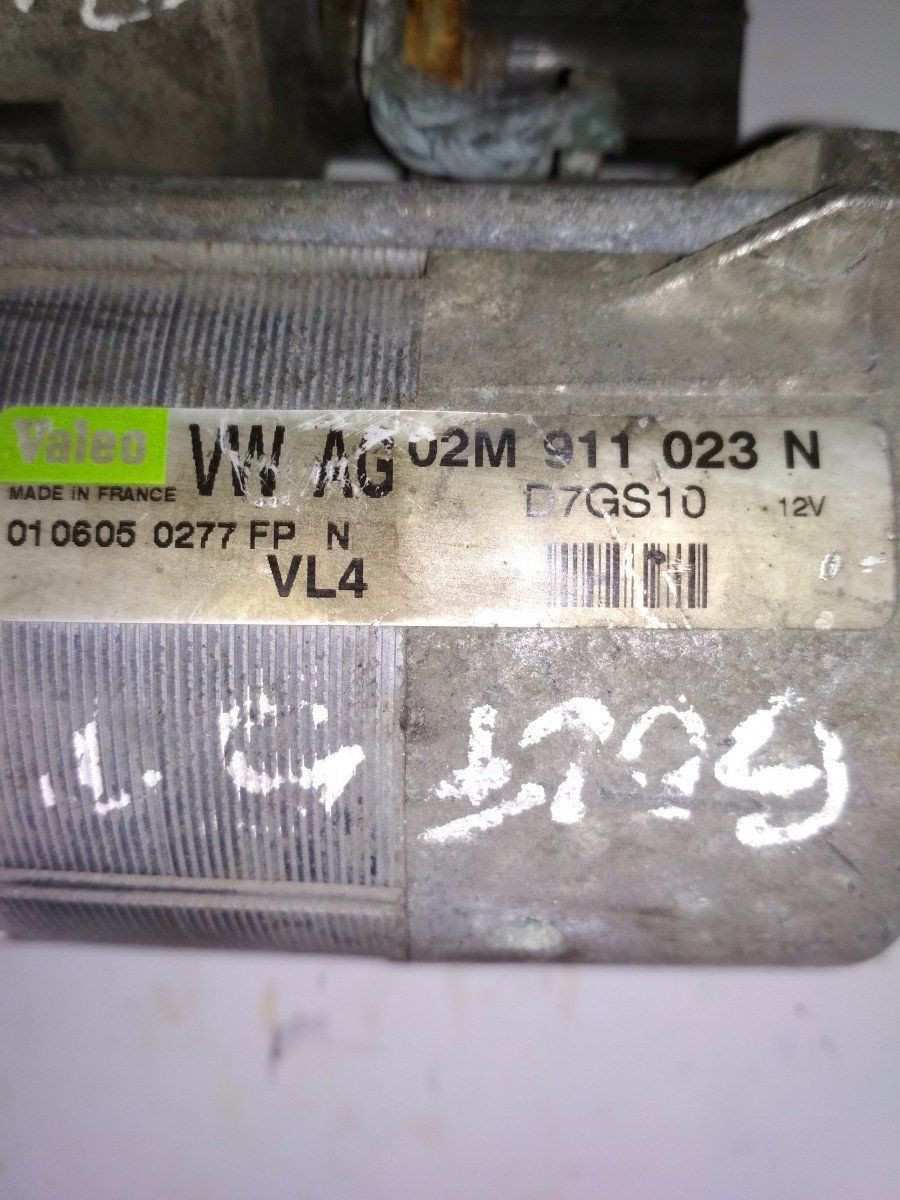 Valeo VW AG 02M 911 023 N
MADE IN FRANCE D7GS10 12V
010605 0277 FP N
VL4